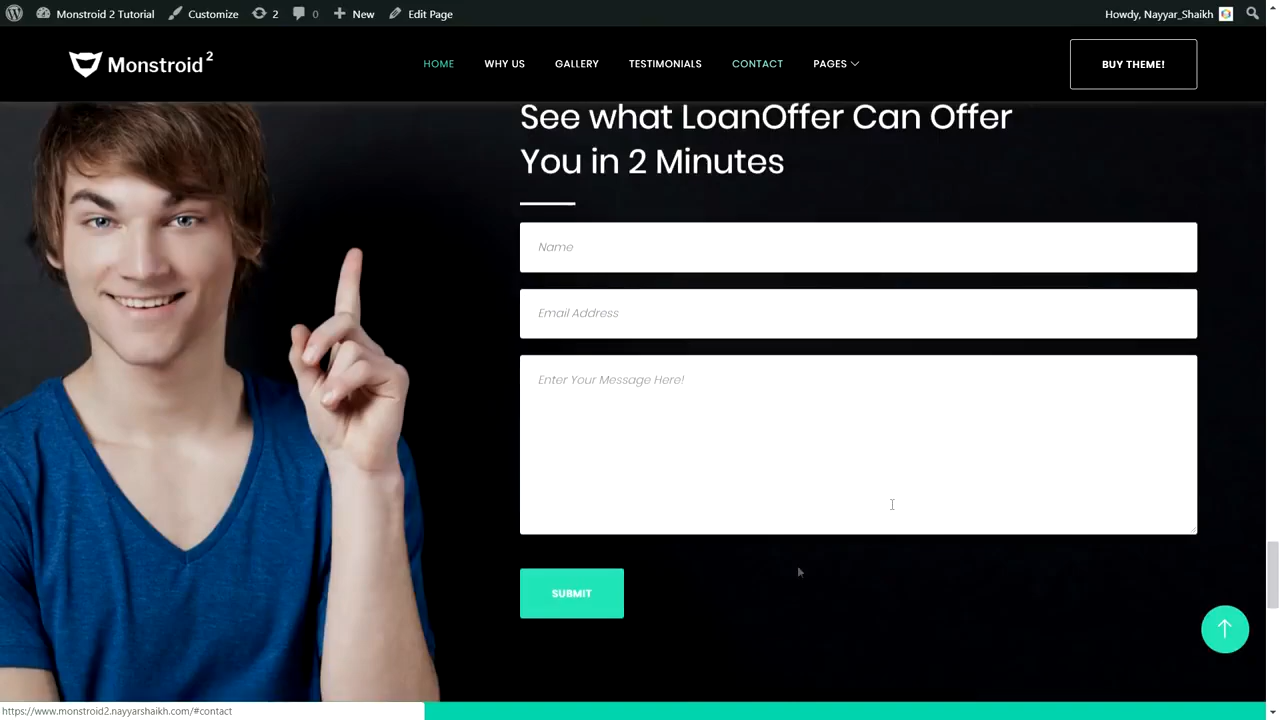 Monstroid 2 Tutorial Customize 2 0 New Edit Page Howdy, Nayyar_Shaikh
Monstroid 2 HOME WHY US GALLERY TESTIMONIALS CONTACT PAGES BUY THEME!
See what LoanOffer Can Offer
You in 2 Minutes
Name
Email Address
Enter Your Message Here!
SUBMIT
https://www.monstroid2.nayyarshaikh.com/#contact